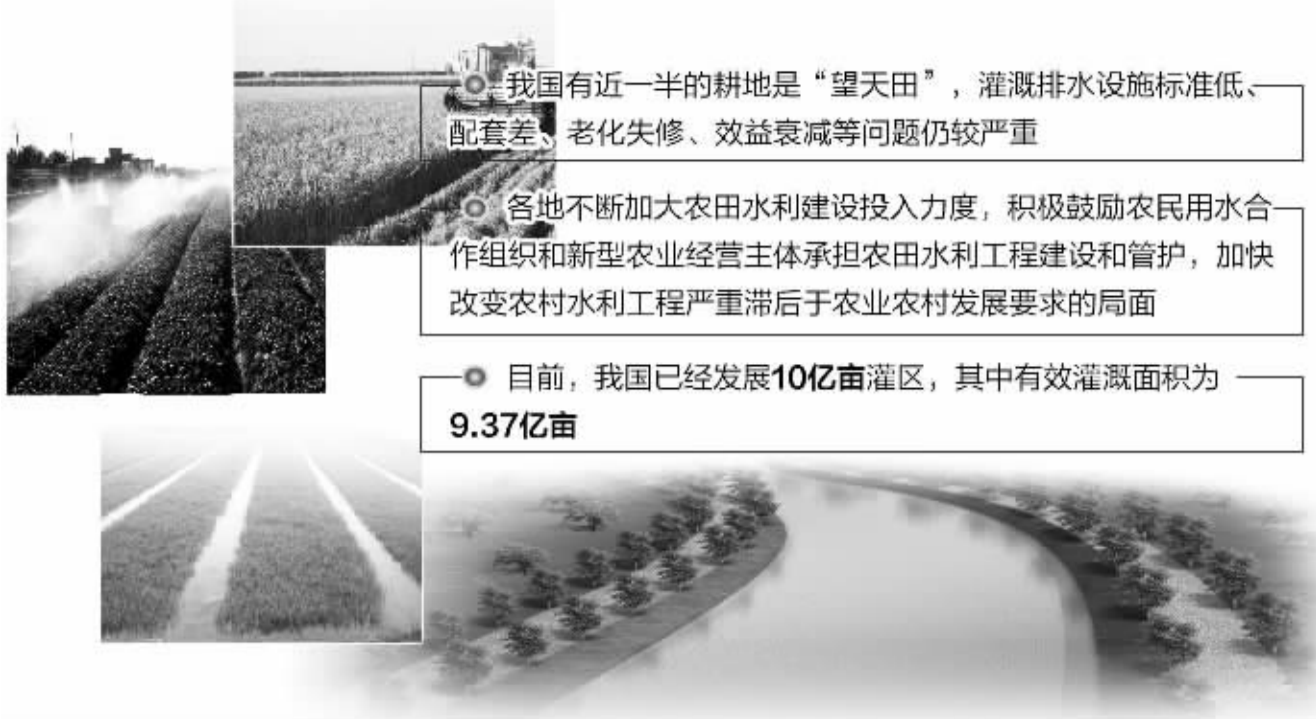 我国有近一半的耕地是“望天田”，灌溉排水设施标准低、
配套差、老化失修、效益衰减等问题仍较严重
各地不断加大农田水利建设投入力度，积极鼓励农民用水合
作组织和新型农业经营主体承担农田水利工程建设和管护，加快
改变农村水利工程严重滞后于农业农村发展要求的局面
目前，我国已经发展10亿亩灌区，其中有效灌溉面积为
9.37亿亩